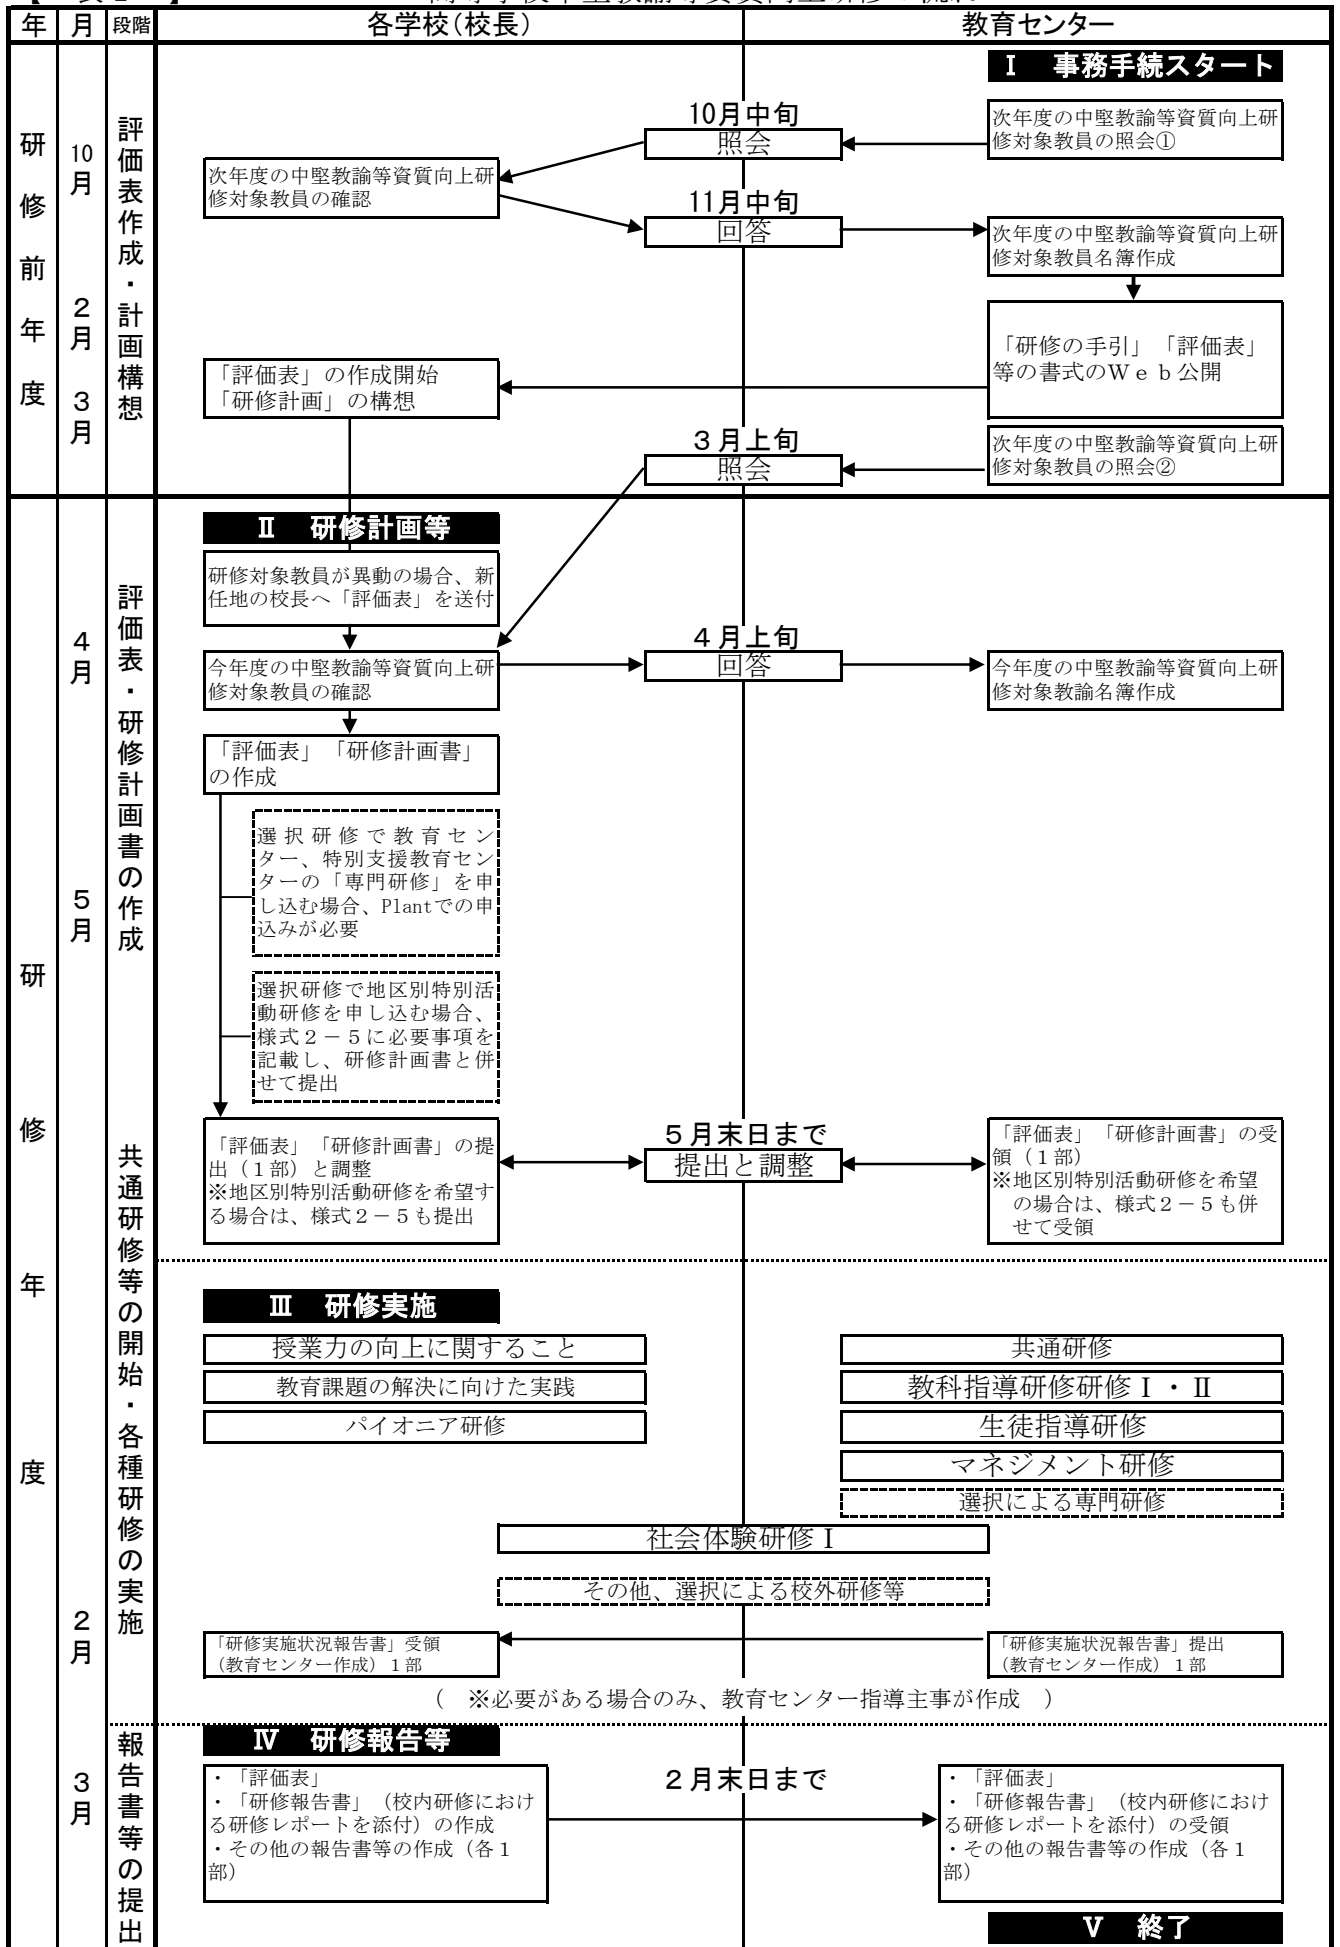 年 月 段階 各学校（校長） 教育センター
Ⅰ 事務手続スタート
研修前年度
10月
2月
3月
評価表作成・計画構想
10月中旬
照会
次年度の中堅教諭等資質向上研
修対象教員の照会①
次年度の中堅教諭等資質向上研
修対象教員の確認
11月中旬
回答
次年度の中堅教諭等資質向上研
修対象教員名簿作成
「研修の手引」「評価表」
等の書式のＷｅｂ公開
「評価表」の作成開始
「研修計画」の構想
３月上旬
照会
次年度の中堅教諭等資質向上研
修対象教員の照会②
研修年度
4月
5月
評価表・研修計画書の作成
Ⅱ 研修計画等
研修対象教員が異動の場合、新
任地の校長へ「評価表」を送付
４月上旬
回答
今年度の中堅教諭等資質向上研
修対象教員の確認
今年度の中堅教諭等資質向上研
修対象教諭名簿作成
「評価表」「研修計画書」
の作成
選択研修で教育セン
ター、特別支援教育セン
ターの「専門研修」を申
し込む場合、Plantでの申
込みが必要
選択研修で地区別特別活
動研修を申し込む場合、
様式２－５に必要事項を
記載し、研修計画書と併
せて提出
「評価表」「研修計画書」の提
出（１部）と調整
※地区別特別活動研修を希望す
る場合は、様式２－５も提出
５月末日まで
提出と調整
「評価表」「研修計画書」の受
領（１部）
※地区別特別活動研修を希望
の場合は、様式２－５も併
せて受領
共通研修等の開始・各種研修の実施
2月
Ⅲ 研修実施
授業力の向上に関すること
教育課題の解決に向けた実践
パイオニア研修
共通研修
教科指導研修研修Ⅰ・Ⅱ
生徒指導研修
マネジメント研修
選択による専門研修
社会体験研修Ⅰ
その他、選択による校外研修等
「研修実施状況報告書」受領
（教育センター作成）１部
「研修実施状況報告書」提出
（教育センター作成）１部
（ ※必要がある場合のみ、教育センター指導主事が作成 ）
3月
報告書等の提出
Ⅳ 研修報告等
・「評価表」
・「研修報告書」（校内研修におけ
る研修レポートを添付）の作成
・その他の報告書等の作成（各１
部）
２月末日まで
・「評価表」
・「研修報告書」（校内研修におけ
る研修レポートを添付）の受領
・その他の報告書等の作成（各１
部）
Ⅴ 終了